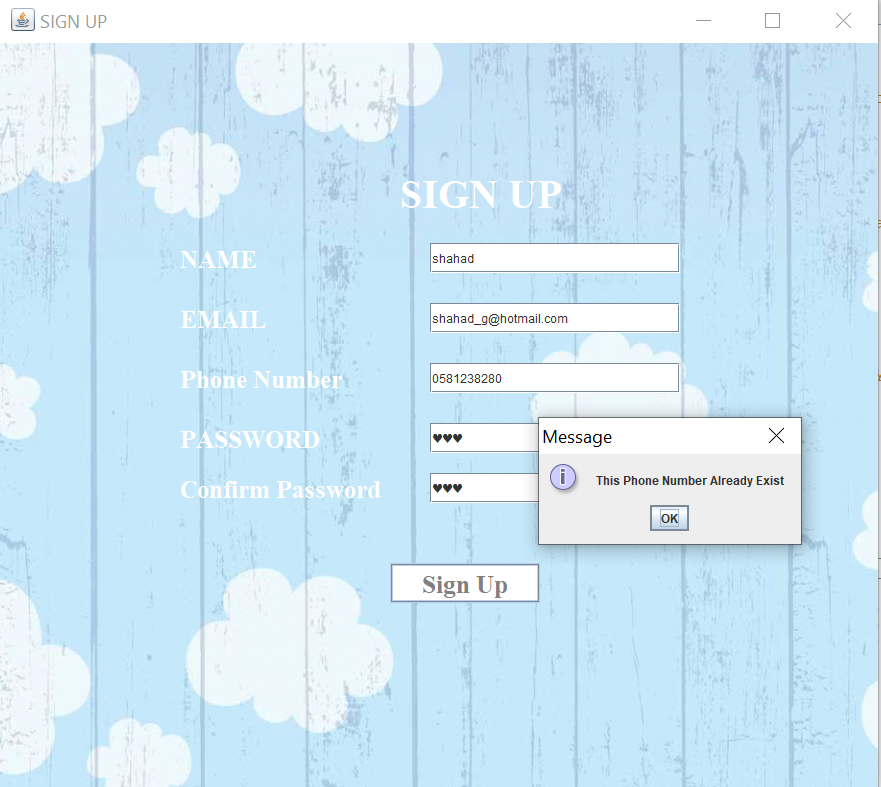 SIGN UP
SIGN UP
NAME
shahad
EMAIL
shahad_g@hotmail.com
Phone Number
0581238280
PASSWORD
♥♥♥
Confirm Password
♥♥♥
Message
This Phone Number Already Exist
OK
Sign Up